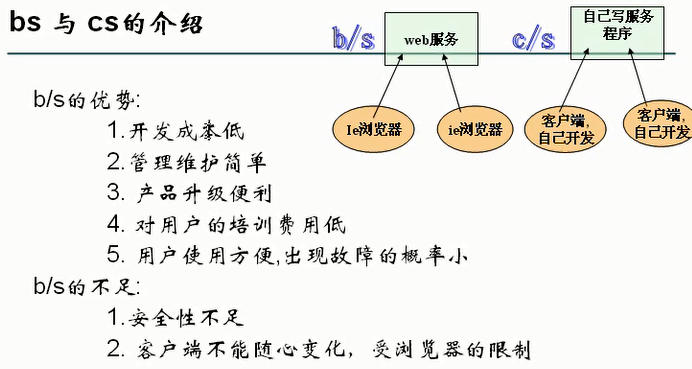 bs 与 cs的介绍
b/s
web服务
c/s
自己写服务
程序
Ie浏览器
ie浏览器
客户端,
自己开发
客户端,
自己开发
b/s的优势:
1.开发成本低
2.管理维护简单
3. 产品升级便利
4. 对用户的培训费用低
5. 用户使用方便,出现故障的概率小
b/s的不足:
1.安全性不足
2. 客户端不能随心变化，受浏览器的限制